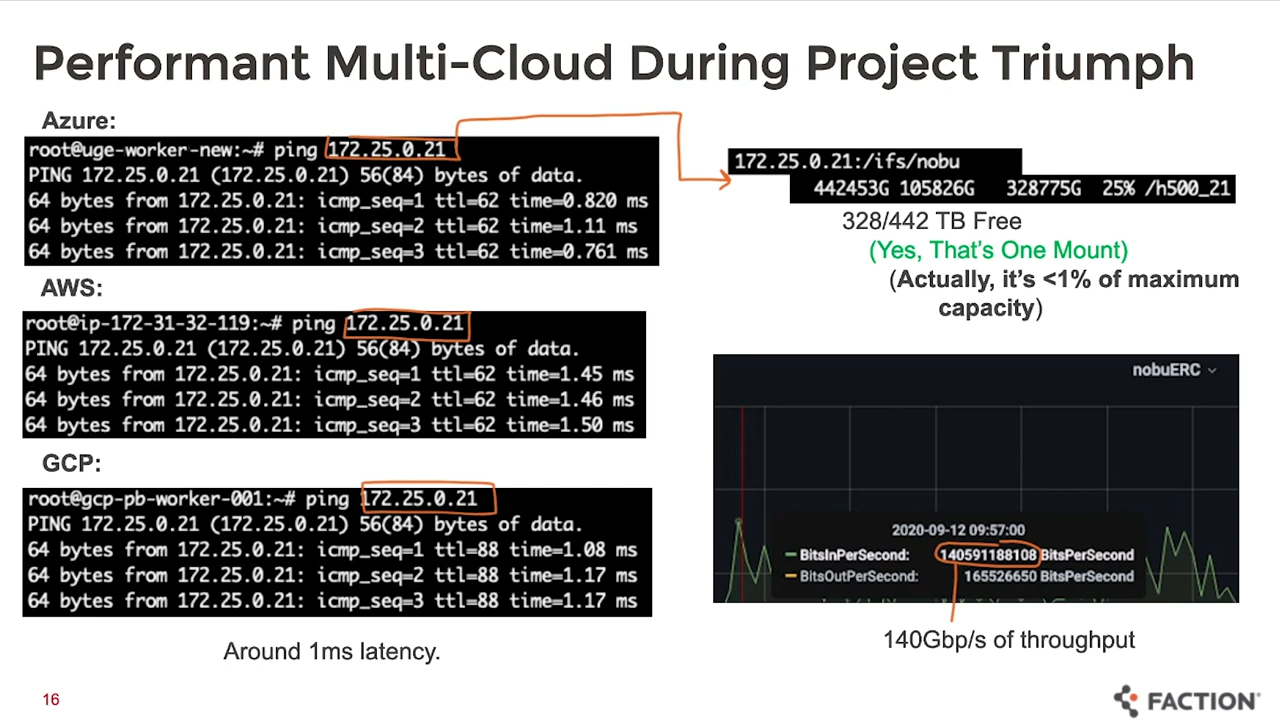 Performant Multi-Cloud During Project Triumph
Azure:
root@uge-worker-new:~# ping 172.25.0.21
PING 172.25.0.21 (172.25.0.21) 56(84) bytes of data.
64 bytes from 172.25.0.21: icmp_seq=1 ttl=62 time=0.820 ms
64 bytes from 172.25.0.21: icmp_seq=2 ttl=62 time=1.11 ms
64 bytes from 172.25.0.21: icmp_seq=3 ttl=62 time=0.761 ms
AWS:
root@ip-172-31-32-119:~# ping 172.25.0.21
PING 172.25.0.21 (172.25.0.21) 56(84) bytes of data.
64 bytes from 172.25.0.21: icmp_seq=1 ttl=62 time=1.45 ms
64 bytes from 172.25.0.21: icmp_seq=2 ttl=62 time=1.46 ms
64 bytes from 172.25.0.21: icmp_seq=3 ttl=62 time=1.50 ms
GCP:
root@gcp-pb-worker-001:~# ping 172.25.0.21
PING 172.25.0.21 (172.25.0.21) 56(84) bytes of data.
64 bytes from 172.25.0.21: icmp_seq=1 ttl=88 time=1.08 ms
64 bytes from 172.25.0.21: icmp_seq=2 ttl=88 time=1.17 ms
64 bytes from 172.25.0.21: icmp_seq=3 ttl=88 time=1.17 ms
Around 1ms latency.
172.25.0.21:/ifs/nobu
442453G 105826G 328775G 25% /h500_21
328/442 TB Free
(Yes, That's One Mount)
(Actually, it's <1% of maximum
capacity)
nobuERC
2020-09-12 09:57:00
BitsInPerSecond: 140591188108 BitsPerSecond
BitsOutPerSecond: 165526650 BitsPerSecond
140Gbp/s of throughput
16
FACTION